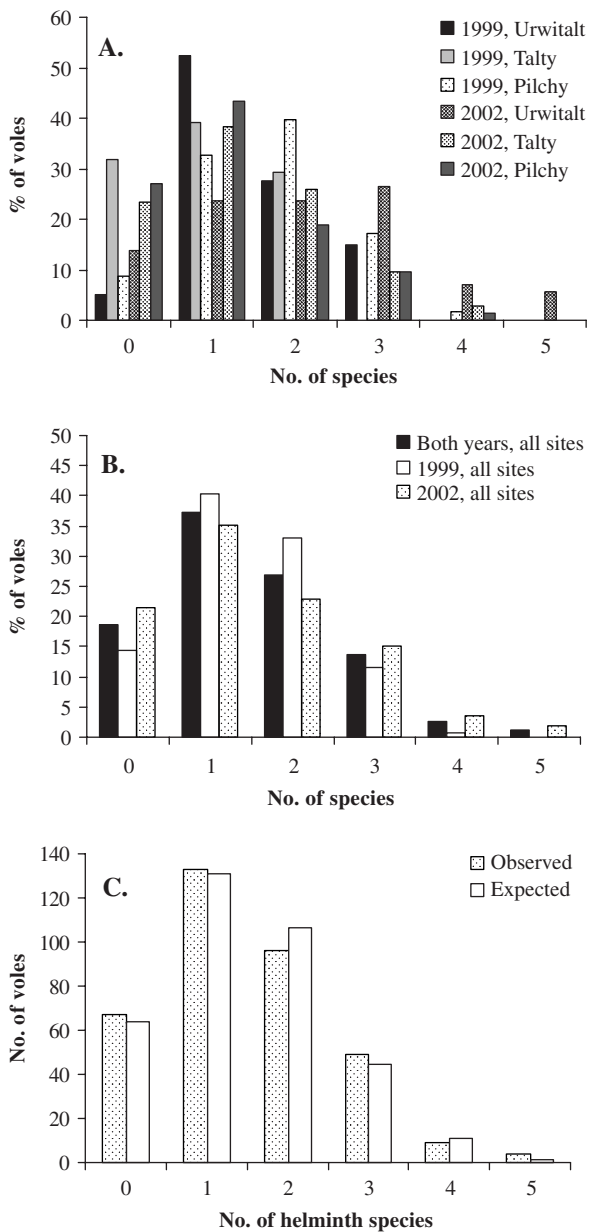 A.
1999, Urwitalt
1999, Talty
1999, Pilchy
2002, Urwitalt
2002, Talty
2002, Pilchy
% of voles
60
50
40
30
20
10
0
0 1 2 3 4 5
No. of species
B.
Both years, all sites
1999, all sites
2002, all sites
% of voles
50
45
40
35
30
25
20
15
10
5
0
0 1 2 3 4 5
No. of species
C.
Observed
Expected
No. of voles
140
120
100
80
60
40
20
0
0 1 2 3 4 5
No. of helminth species